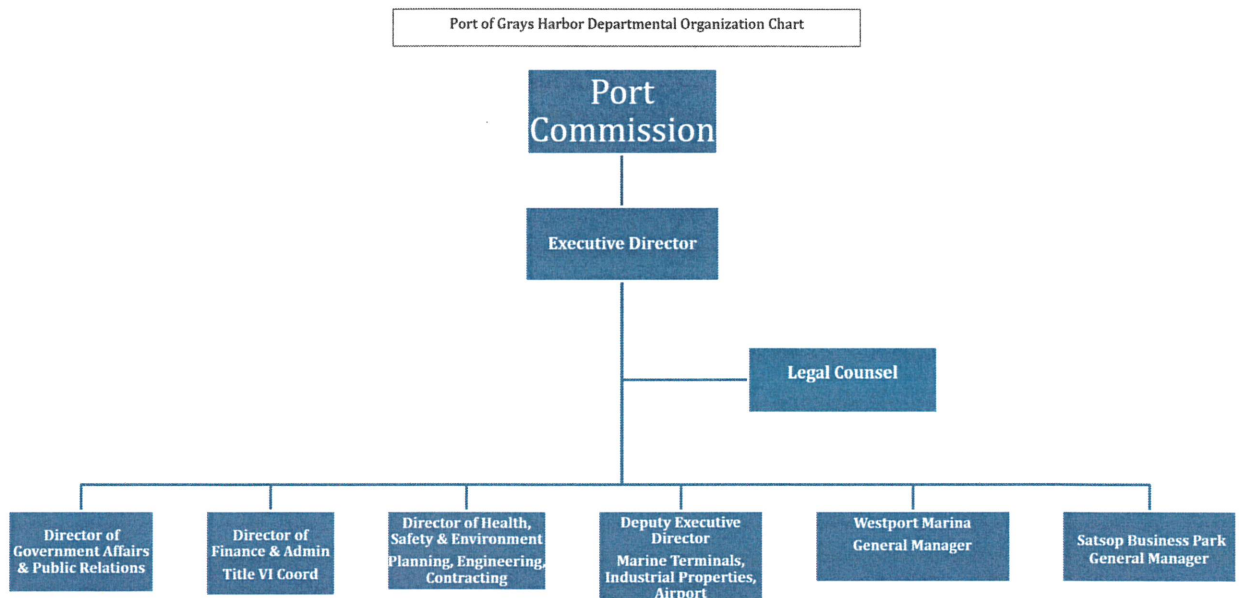 Port of Grays Harbor Departmental Organization Chart
Port
Commission
Executive Director
Legal Counsel
Director of
Government Affairs
& Public Relations
Director of
Finance & Admin
Title VI Coord
Director of Health,
Safety & Environment
Planning, Engineering,
Contracting
Deputy Executive
Director
Marine Terminals,
Industrial Properties,
Airport
Westport Marina
General Manager
Satsop Business Park
General Manager